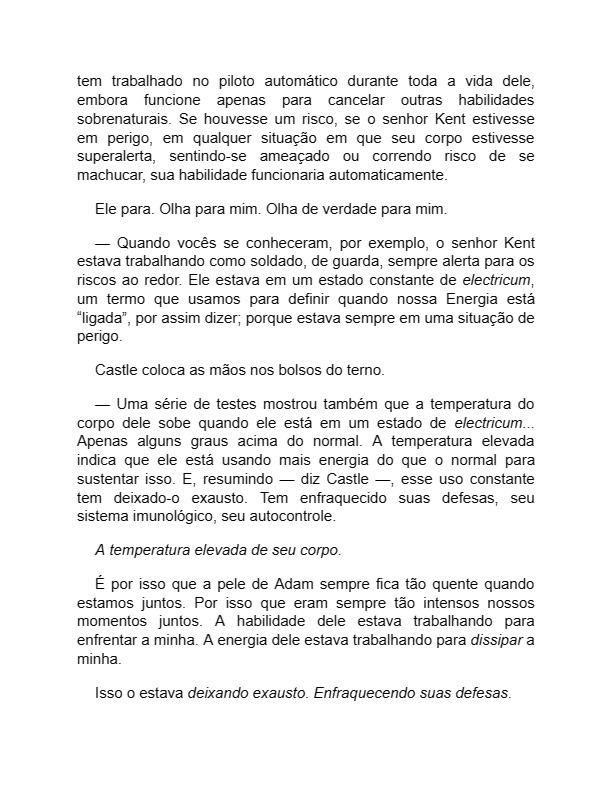 tem trabalhado no piloto automático durante toda a vida dele,
embora funcione apenas para cancelar outras habilidades
sobrenaturais. Se houvesse um risco, se o senhor Kent estivesse
em perigo, em qualquer situação em que seu corpo estivesse
superalerta, sentindo-se ameaçado ou correndo risco de se
machucar, sua habilidade funcionaria automaticamente.
Ele para. Olha para mim. Olha de verdade para mim.
— Quando vocês se conheceram, por exemplo, o senhor Kent
estava trabalhando como soldado, de guarda, sempre alerta para os
riscos ao redor. Ele estava em um estado constante de electricum,
um termo que usamos para definir quando nossa Energia está
“ligada”, por assim dizer; porque estava sempre em uma situação de
perigo.
Castle coloca as mãos nos bolsos do terno.
— Uma série de testes mostrou também que a temperatura do
corpo dele sobe quando ele está em um estado de electricum...
Apenas alguns graus acima do normal. A temperatura elevada
indica que ele está usando mais energia do que o normal para
sustentar isso. E, resumindo — diz Castle —, esse uso constante
tem deixado-o exausto. Tem enfraquecido suas defesas, seu
sistema imunológico, seu autocontrole.
A temperatura elevada de seu corpo.
É por isso que a pele de Adam sempre fica tão quente quando
estamos juntos. Por isso que eram sempre tão intensos nossos
momentos juntos. A habilidade dele estava trabalhando para
enfrentar a minha. A energia dele estava trabalhando para dissipar a
minha.
Isso o estava deixando exausto. Enfraquecendo suas defesas.